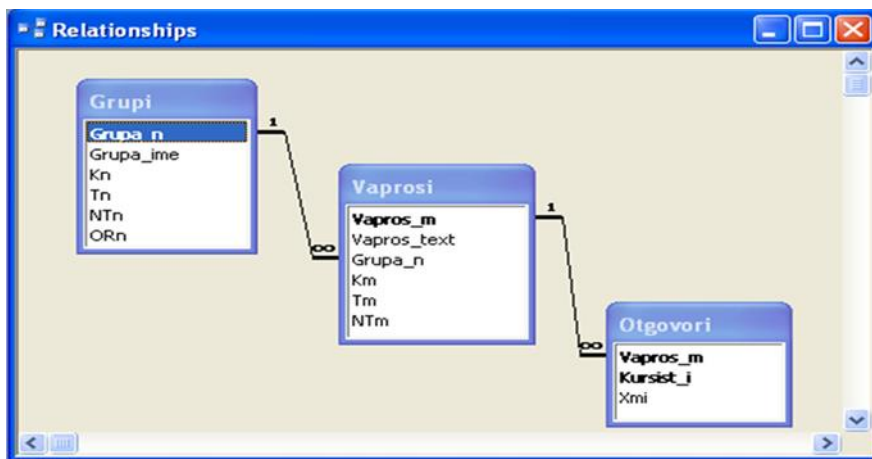 Relationships
Grupi
Grupa_n
Grupa_ime
Kn
Tn
NTn
ORn
1
∞
Vaprosi
Vapros_m
Vapros_text
Grupa_n
Km
Tm
NTm
1
∞
Otgovori
Vapros_m
Kursist_i
Xmi